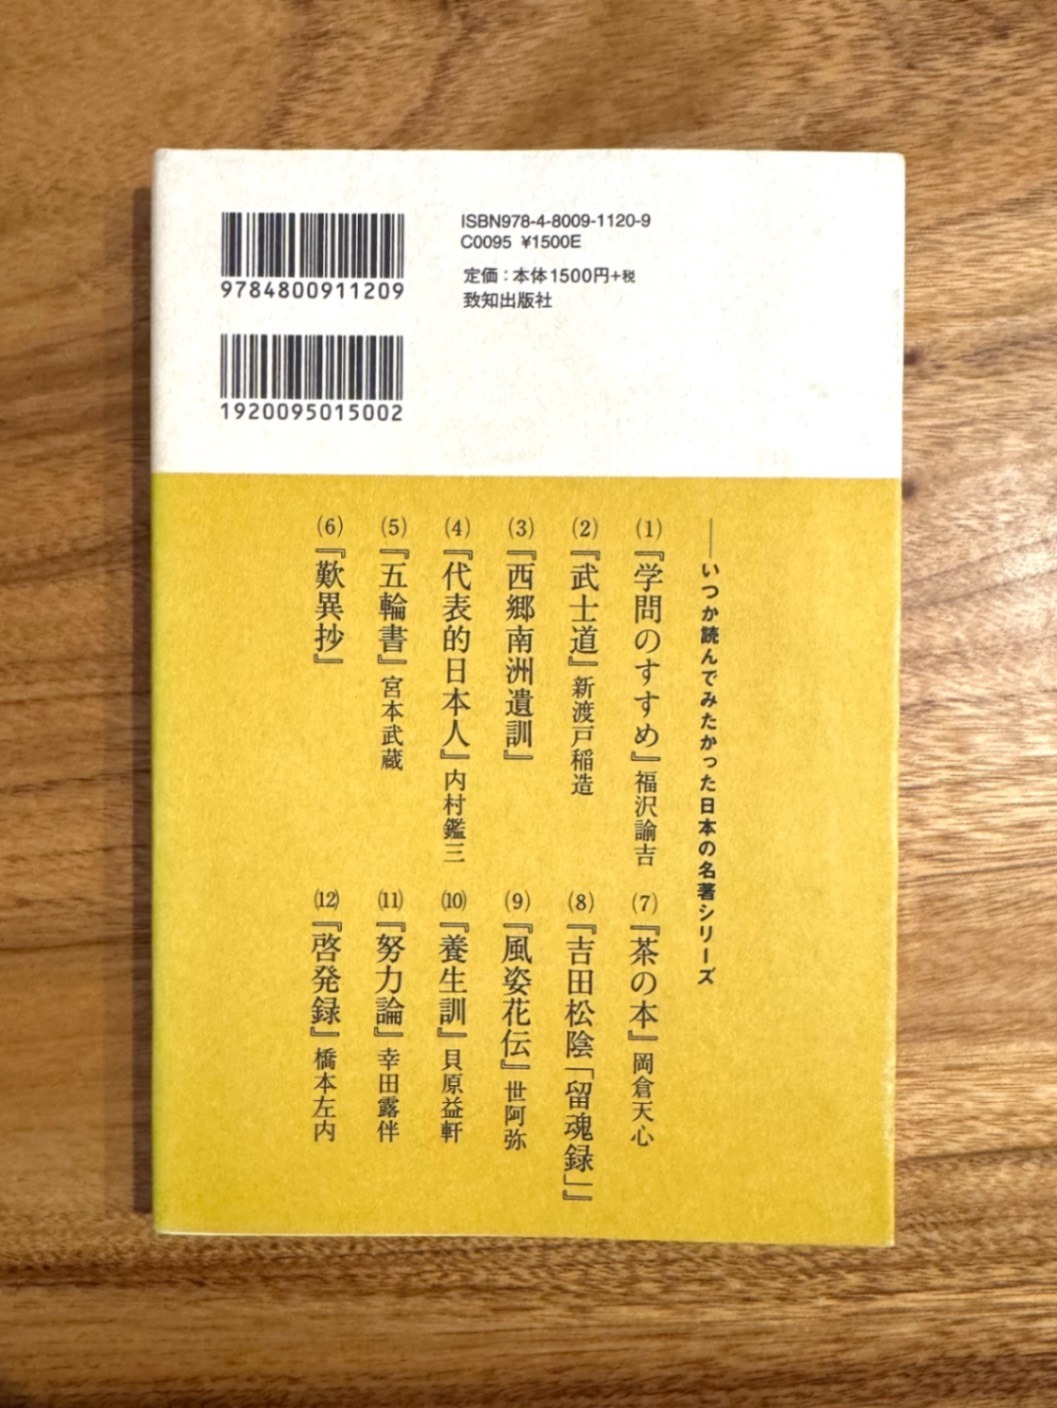 9784800911209
1920095015002
ISBN978-4-8009-1120-9
C0095 ¥1500E
定価：本体1500円+税
致知出版社
──いつか読んでみたかった日本の名著シリーズ
(1)『学問のすすめ』福沢諭吉
(2)『武士道』新渡戸稲造
(3)『西郷南洲遺訓』
(4)『代表的日本人』内村鑑三
(5)『五輪書』宮本武蔵
(6)『歎異抄』
(7)『茶の本』岡倉天心
(8)『吉田松陰「留魂録」』
(9)『風姿花伝』世阿弥
(10)『養生訓』貝原益軒
(11)『努力論』幸田露伴
(12)『啓発録』橋本左内